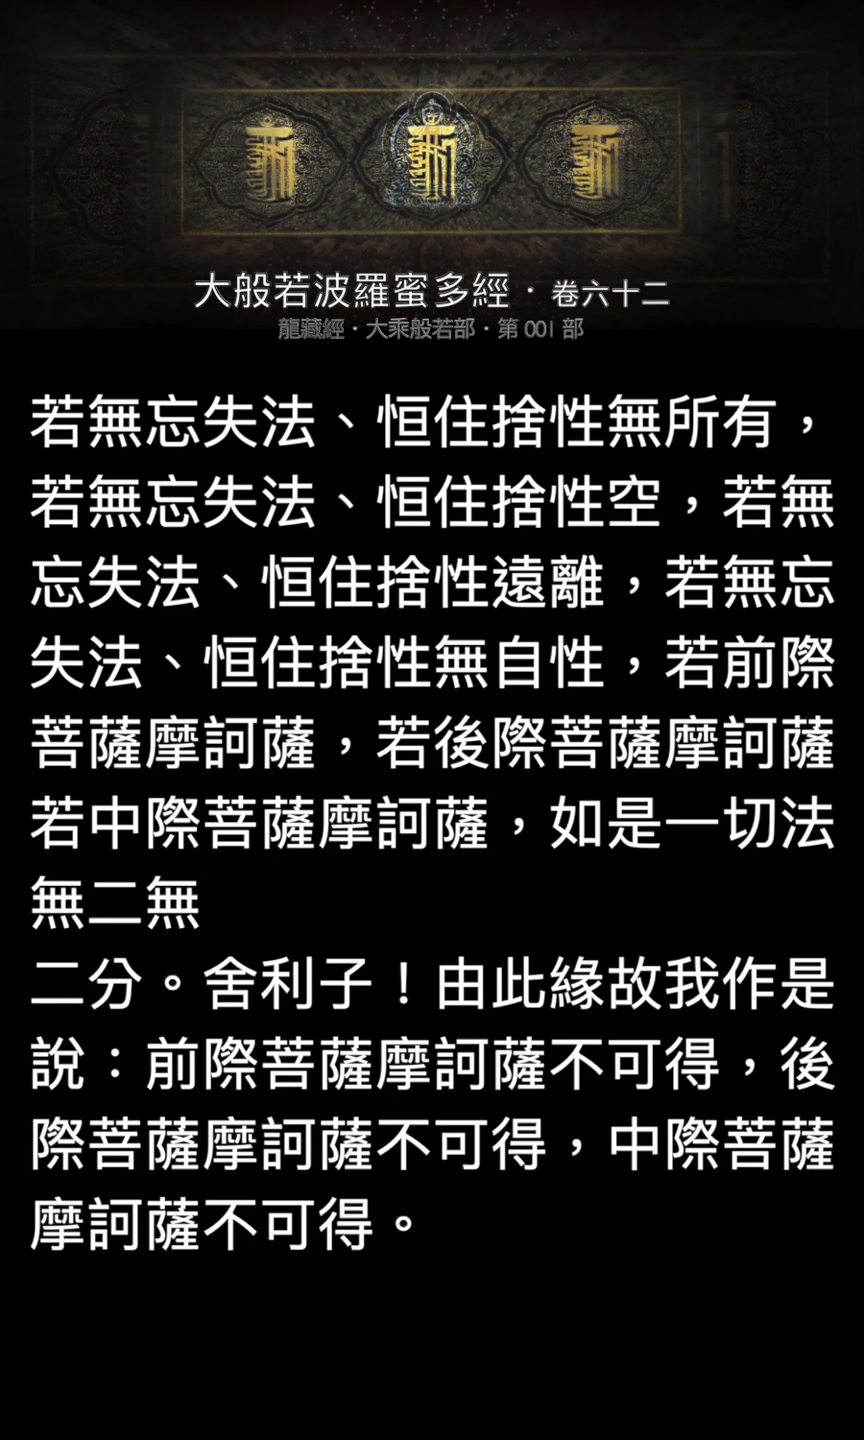 大般若波羅蜜多經·卷六十二
龍藏經·大乘般若部·第 001 部
若無忘失法、恒住捨性無所有，
若無忘失法、恒住捨性空，若無
忘失法、恒住捨性遠離，若無忘
失法、恒住捨性無自性，若前際
菩薩摩訶薩，若後際菩薩摩訶薩
若中際菩薩摩訶薩，如是一切法
無二無
二分。舍利子！由此緣故我作是
說：前際菩薩摩訶薩不可得，後
際菩薩摩訶薩不可得，中際菩薩
摩訶薩不可得。